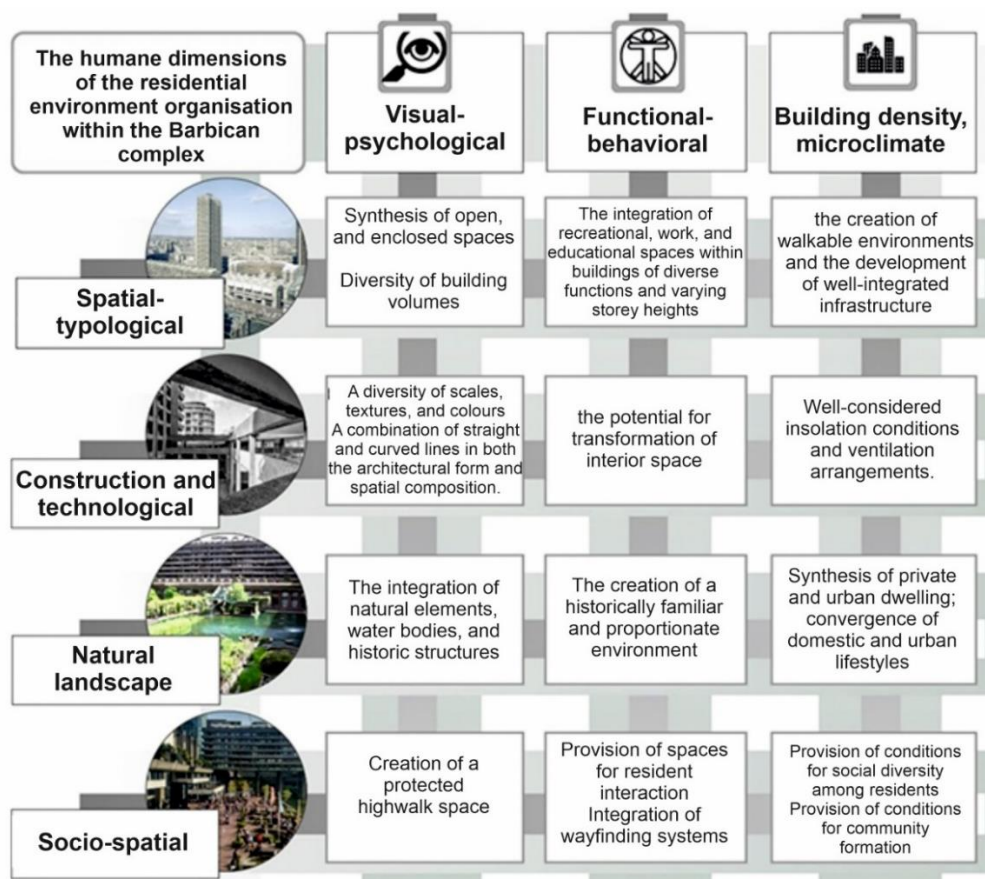 The humane dimensions
of the residential
environment organisation
within the Barbican
complex
Visual-
psychological
Functional-
behavioral
Building density,
microclimate
Spatial-
typological
Synthesis of open,
and enclosed spaces
Diversity of building
volumes
The integration of
recreational, work, and
educational spaces within
buildings of diverse
functions and varying
storey heights
the creation of
walkable environments
and the development
of well-integrated
infrastructure
Construction and
technological
A diversity of scales,
textures, and colours
A combination of straight
and curved lines in both
the architectural form and
spatial composition.
the potential for
transformation of
interior space
Well-considered
insolation conditions
and ventilation
arrangements.
Natural
landscape
The integration of
natural elements,
water bodies, and
historic structures
The creation of a
historically familiar
and proportionate
environment
Synthesis of private
and urban dwelling;
convergence of
domestic and urban
lifestyles
Socio-spatial
Creation of a
protected
highwalk space
Provision of spaces
for resident
interaction
Integration of
wayfinding systems
Provision of conditions
for social diversity
among residents
Provision of conditions
for community
formation